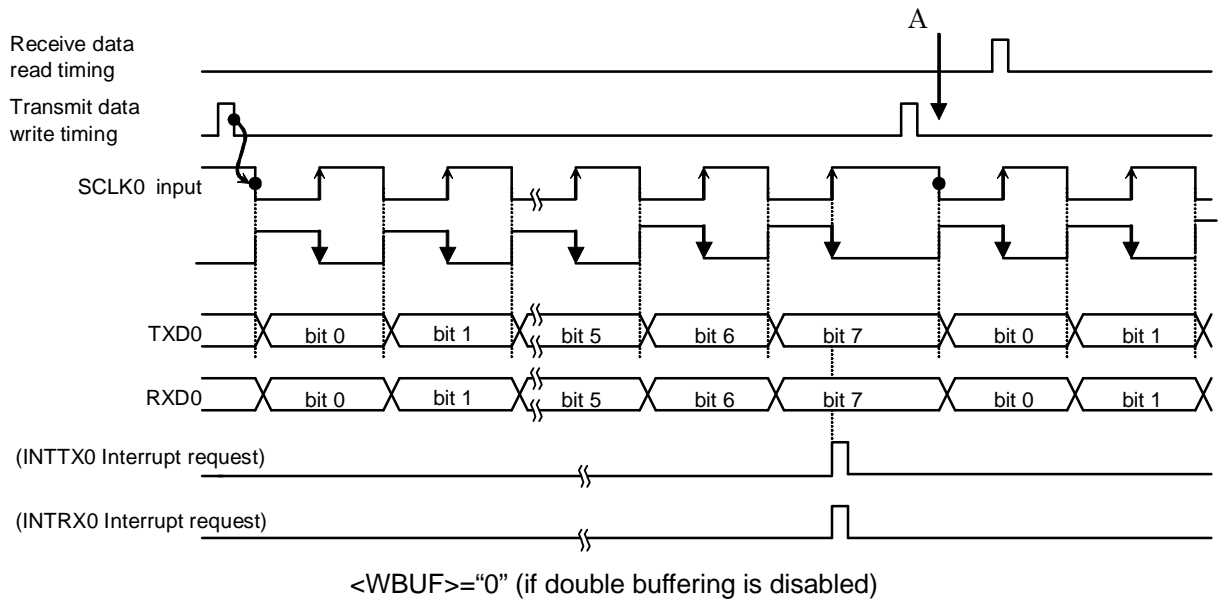 A
Receive data
read timing
Transmit data
write timing
SCLK0 input
TXD0 bit 0 bit 1 bit 5 bit 6 bit 7 bit 0 bit 1
RXD0 bit 0 bit 1 bit 5 bit 6 bit 7 bit 0 bit 1
(INTTX0 Interrupt request)
(INTRX0 Interrupt request)
<WBUF>=“0” (if double buffering is disabled)